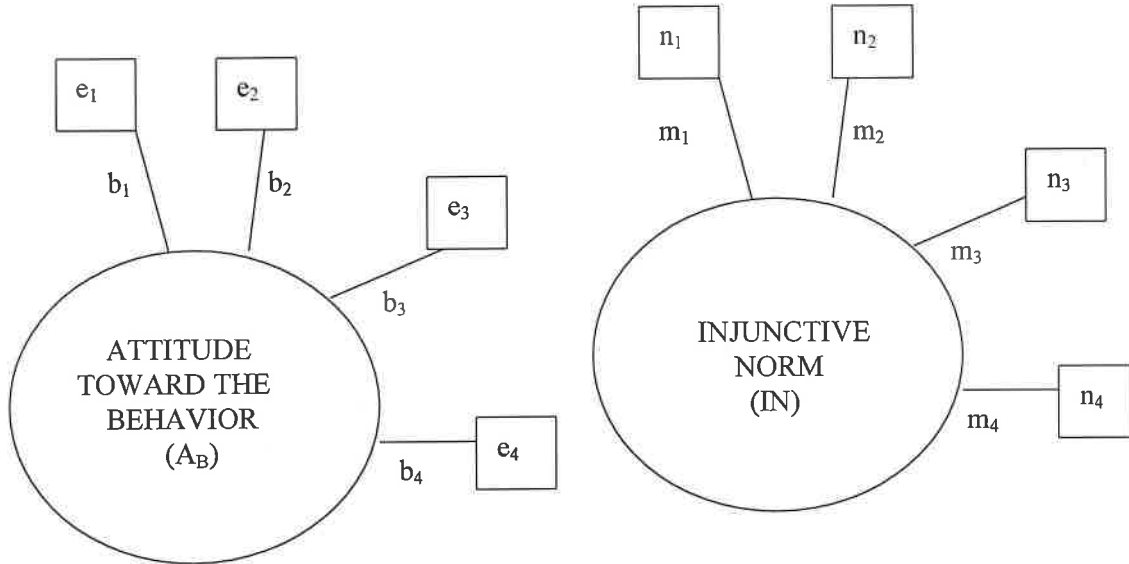 e₁
e₂
b₁
b₂
e₃
b₃
ATTITUDE
TOWARD THE
BEHAVIOR
(A_B)
e₄
b₄
n₁
n₂
m₁
m₂
n₃
m₃
INJUNCTIVE
NORM
(IN)
n₄
m₄